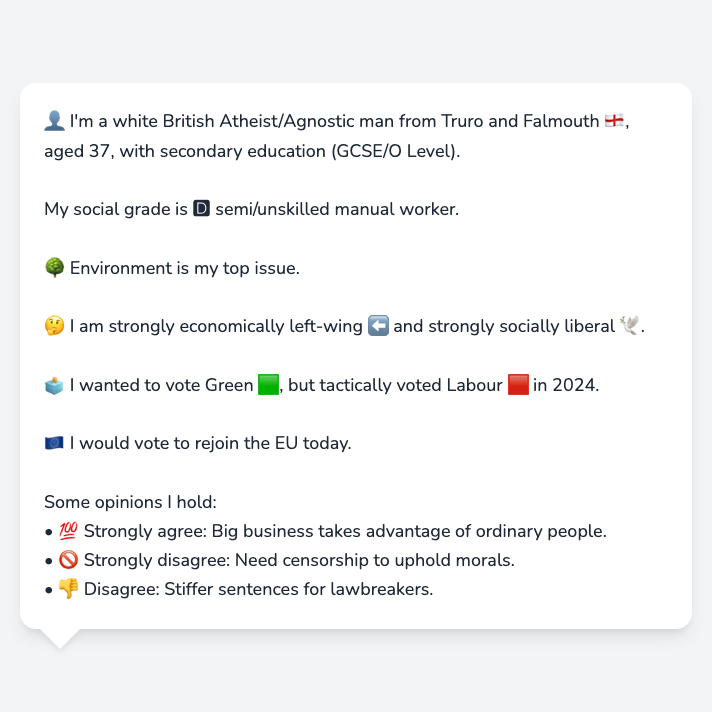 👤 I'm a white British Atheist/Agnostic man from Truro and Falmouth 🏴󠁧󠁢󠁥󠁮󠁧󠁿,
aged 37, with secondary education (GCSE/O Level).
My social grade is 🅳 semi/unskilled manual worker.
🌳 Environment is my top issue.
🤔 I am strongly economically left-wing ⬅️ and strongly socially liberal 🕊️.
🗳️ I wanted to vote Green 🟩, but tactically voted Labour 🟥 in 2024.
🇪🇺 I would vote to rejoin the EU today.
Some opinions I hold:
• 💯 Strongly agree: Big business takes advantage of ordinary people.
• 🚫 Strongly disagree: Need censorship to uphold morals.
• 👎 Disagree: Stiffer sentences for lawbreakers.